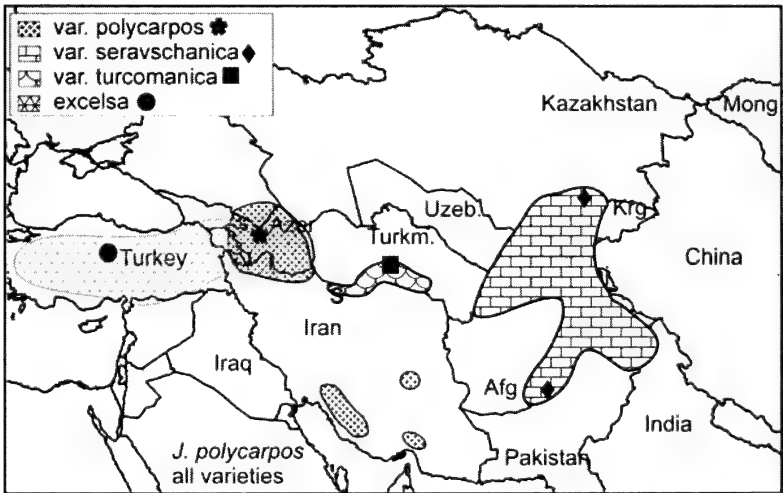 var. polycarpos
var. seravschanica
var. turcomanica
excelsa
Kazakhstan
Mong
Uzeb.
Krg
Turkm.
China
Turkey
Iran
Iraq
Afg
India
Pakistan
J. polycarpos
all varieties